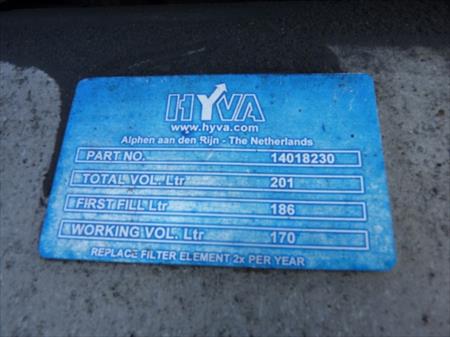 HYVA
www.hyva.com
Alphen aan den Rijn - The Netherlands
PART NO. 14018230
TOTAL VOL. Ltr 201
FIRST FILL Ltr 186
WORKING VOL. Ltr 170
REPLACE FILTER ELEMENT 2x PER YEAR